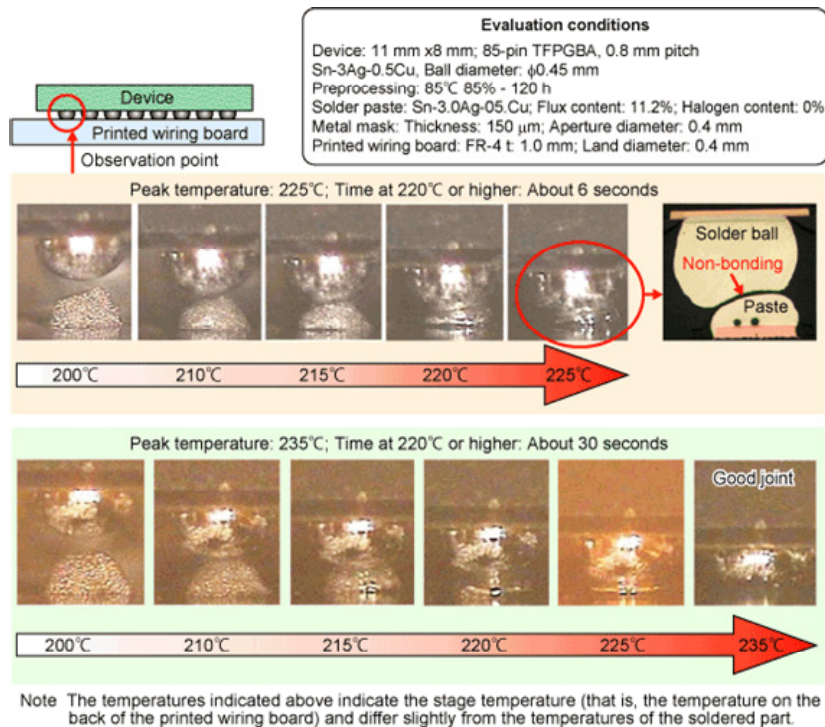 Evaluation conditions
Device: 11 mm x8 mm; 85-pin TFPGBA, 0.8 mm pitch
Sn-3Ag-0.5Cu, Ball diameter: ϕ0.45 mm
Preprocessing: 85℃ 85% - 120 h
Solder paste: Sn-3.0Ag-05.Cu; Flux content: 11.2%; Halogen content: 0%
Metal mask: Thickness: 150 μm; Aperture diameter: 0.4 mm
Printed wiring board: FR-4 t: 1.0 mm; Land diameter: 0.4 mm
Device
Printed wiring board
Observation point
Peak temperature: 225℃; Time at 220℃ or higher: About 6 seconds
Solder ball
Non-bonding
Paste
200℃ 210℃ 215℃ 220℃ 225℃
Peak temperature: 235℃; Time at 220℃ or higher: About 30 seconds
Good joint
200℃ 210℃ 215℃ 220℃ 225℃ 235℃
Note The temperatures indicated above indicate the stage temperature (that is, the temperature on the
back of the printed wiring board) and differ slightly from the temperatures of the soldered part.